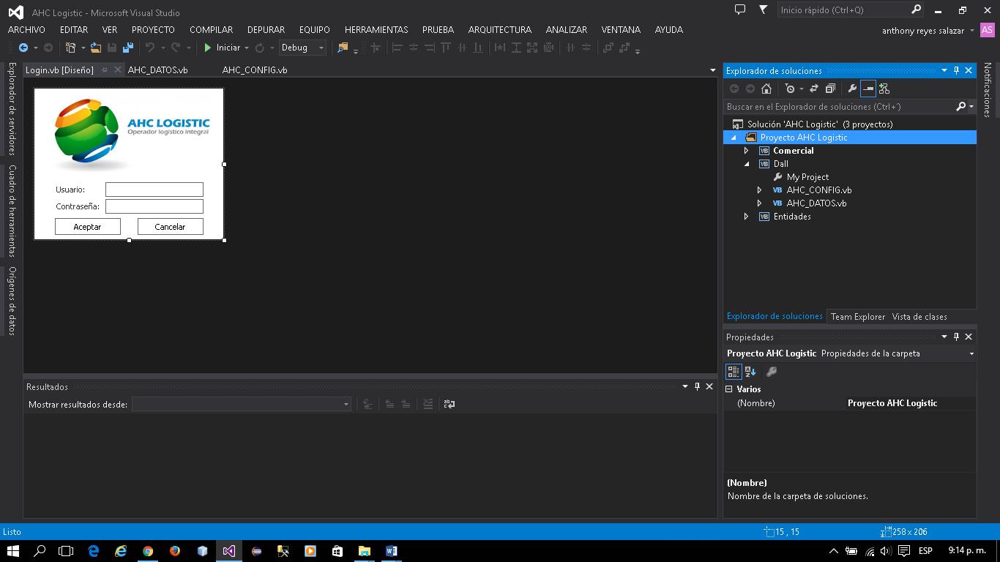 AHC Logistic - Microsoft Visual Studio
Inicio rápido (Ctrl+Q)
ARCHIVO EDITAR VER PROYECTO COMPILAR DEPURAR EQUIPO HERRAMIENTAS PRUEBA ARQUITECTURA ANALIZAR VENTANA AYUDA
anthony reyes salazar
AS
Iniciar
Debug
Explorador de servidores
Cuadro de herramientas
Orígenes de datos
Login.vb [Diseño]
AHC_DATOS.vb
AHC_CONFIG.vb
AHC LOGISTIC
Operador logístico integral
Usuario:
Contraseña:
Aceptar
Cancelar
Resultados
Mostrar resultados desde:
Explorador de soluciones
Buscar en el Explorador de soluciones (Ctrl+´)
Solución 'AHC Logistic' (3 proyectos)
Proyecto AHC Logistic
VB Comercial
VB Dall
My Project
VB AHC_CONFIG.vb
VB AHC_DATOS.vb
VB Entidades
Explorador de soluciones
Team Explorer
Vista de clases
Notificaciones
Propiedades
Proyecto AHC Logistic Propiedades de la carpeta
Varios
(Nombre)
Proyecto AHC Logistic
(Nombre)
Nombre de la carpeta de soluciones.
Listo
15 , 15
258 x 206
ESP
9:14 p. m.